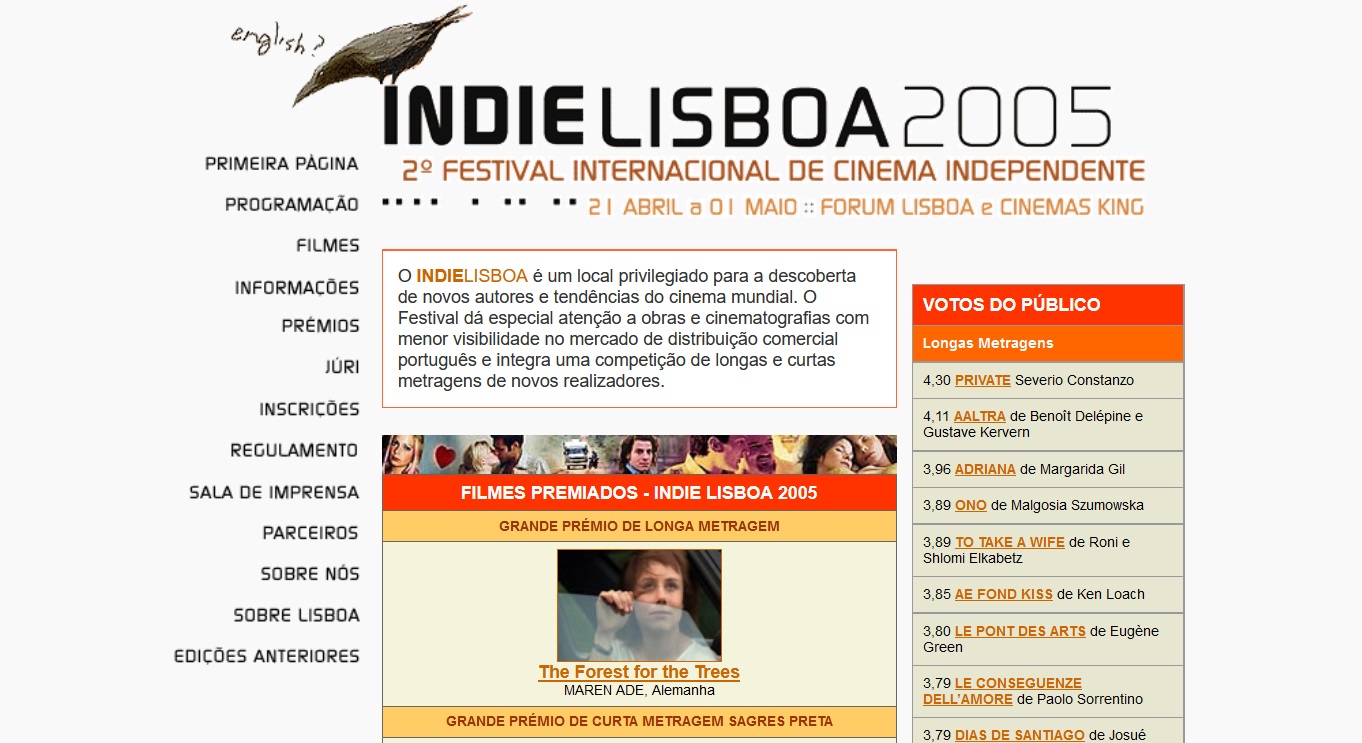 english?
INDIELISBOA2005
2º FESTIVAL INTERNACIONAL DE CINEMA INDEPENDENTE
21 ABRIL a 01 MAIO :: FORUM LISBOA e CINEMAS KING
PRIMEIRA PÀGINA
PROGRAMAÇÃO
FILMES
INFORMAÇÕES
PRÉMIOS
JÚRI
INSCRIÇÕES
REGULAMENTO
SALA DE IMPRENSA
PARCEIROS
SOBRE NÓS
SOBRE LISBOA
EDIÇÕES ANTERIORES
O INDIELISBOA é um local privilegiado para a descoberta
de novos autores e tendências do cinema mundial. O
Festival dá especial atenção a obras e cinematografias com
menor visibilidade no mercado de distribuição comercial
português e integra uma competição de longas e curtas
metragens de novos realizadores.
FILMES PREMIADOS - INDIE LISBOA 2005
GRANDE PRÉMIO DE LONGA METRAGEM
The Forest for the Trees
MAREN ADE, Alemanha
GRANDE PRÉMIO DE CURTA METRAGEM SAGRES PRETA
VOTOS DO PÚBLICO
Longas Metragens
4,30 PRIVATE Severio Constanzo
4,11 AALTRA de Benoît Delépine e
Gustave Kervern
3,96 ADRIANA de Margarida Gil
3,89 ONO de Malgosia Szumowska
3,89 TO TAKE A WIFE de Roni e
Shlomi Elkabetz
3,85 AE FOND KISS de Ken Loach
3,80 LE PONT DES ARTS de Eugène
Green
3,79 LE CONSEGUENZE
DELL'AMORE de Paolo Sorrentino
3,79 DIAS DE SANTIAGO de Josué